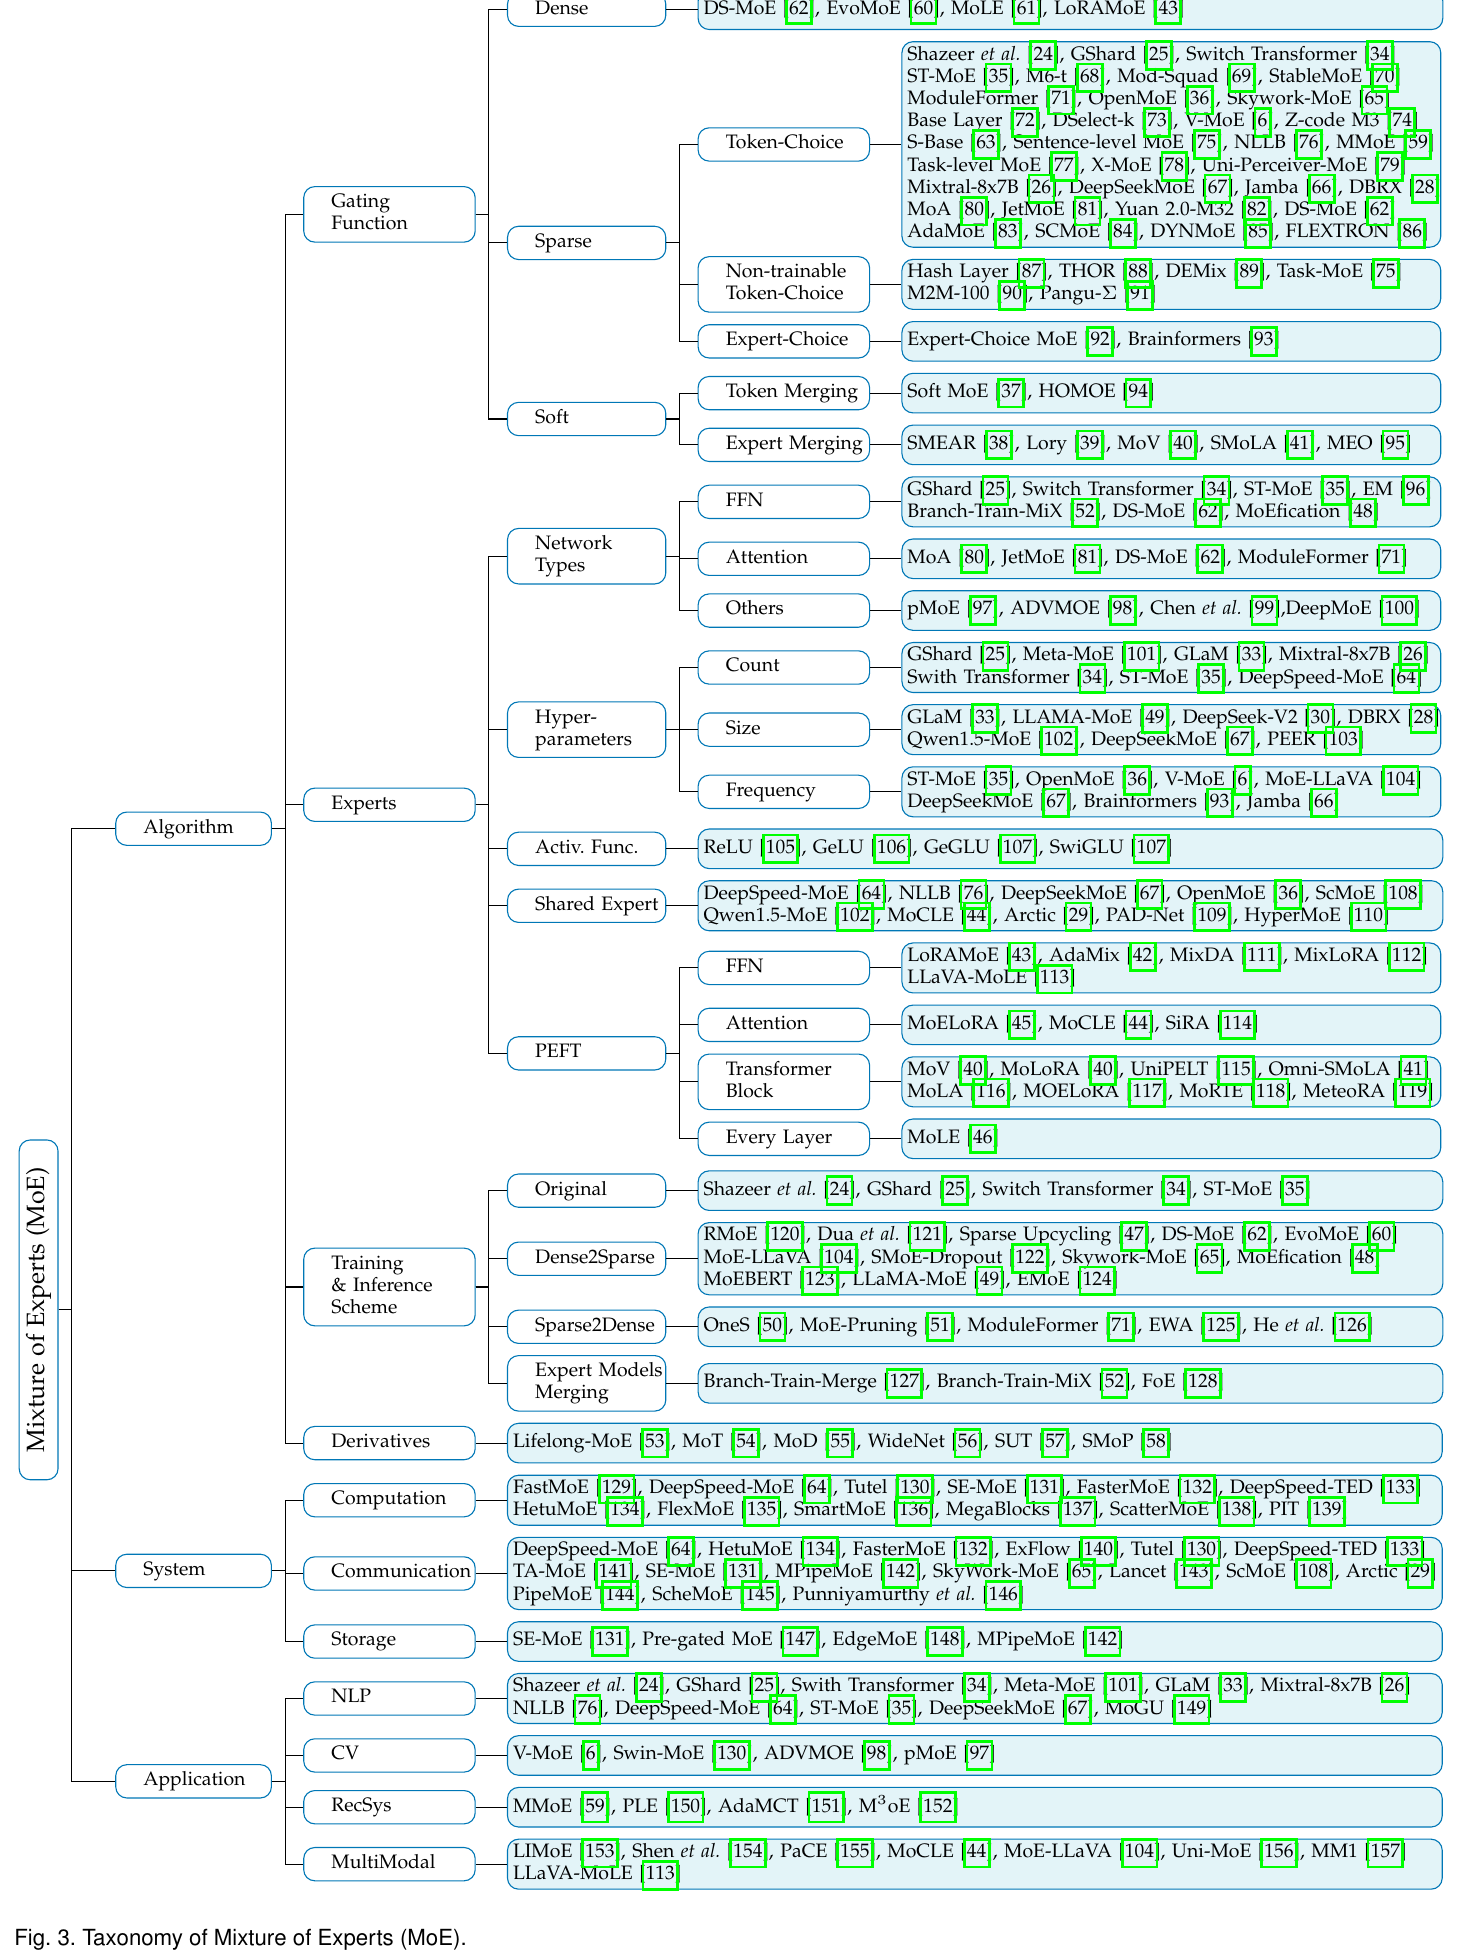 Dense
DS-MoE [62], EvoMoE [60], MoLE [61], LoRAMoE [43]
Shazeer et al. [24], GShard [25], Switch Transformer [34]
ST-MoE [35], M6-t [68], Mod-Squad [69], StableMoE [70]
ModuleFormer [71], OpenMoE [36], Skywork-MoE [65]
Base Layer [72], DSelect-k [73], V-MoE [6], Z-code M3 [74]
Token-Choice
S-Base [63], Sentence-level MoE [75], NLLB [76], MMoE [59]
Task-level MoE [77], X-MoE [78], Uni-Perceiver-MoE [79]
Mixtral-8x7B [26], DeepSeekMoE [67], Jamba [66], DBRX [28]
MoA [80], JetMoE [81], Yuan 2.0-M32 [82], DS-MoE [62]
AdaMoE [83], SCMoE [84], DYNMoE [85], FLEXTRON [86]
Gating
Function
Sparse
Non-trainable
Token-Choice
Hash Layer [87], THOR [88], DEMix [89], Task-MoE [75]
M2M-100 [90], Pangu-Σ [91]
Expert-Choice
Expert-Choice MoE [92], Brainformers [93]
Token Merging
Soft MoE [37], HOMOE [94]
Soft
Expert Merging
SMEAR [38], Lory [39], MoV [40], SMoLA [41], MEO [95]
FFN
GShard [25], Switch Transformer [34], ST-MoE [35], EM [96]
Branch-Train-MiX [52], DS-MoE [62], MoEfication [48]
Network
Types
Attention
MoA [80], JetMoE [81], DS-MoE [62], ModuleFormer [71]
Others
pMoE [97], ADVMOE [98], Chen et al. [99],DeepMoE [100]
Count
GShard [25], Meta-MoE [101], GLaM [33], Mixtral-8x7B [26]
Swith Transformer [34], ST-MoE [35], DeepSpeed-MoE [64]
Hyper-
parameters
Size
GLaM [33], LLAMA-MoE [49], DeepSeek-V2 [30], DBRX [28]
Qwen1.5-MoE [102], DeepSeekMoE [67], PEER [103]
Frequency
ST-MoE [35], OpenMoE [36], V-MoE [6], MoE-LLaVA [104]
DeepSeekMoE [67], Brainformers [93], Jamba [66]
Experts
Algorithm
Activ. Func.
ReLU [105], GeLU [106], GeGLU [107], SwiGLU [107]
Shared Expert
DeepSpeed-MoE [64], NLLB [76], DeepSeekMoE [67], OpenMoE [36], ScMoE [108]
Qwen1.5-MoE [102], MoCLE [44], Arctic [29], PAD-Net [109], HyperMoE [110]
FFN
LoRAMoE [43], AdaMix [42], MixDA [111], MixLoRA [112]
LLaVA-MoLE [113]
Attention
MoELoRA [45], MoCLE [44], SiRA [114]
PEFT
Transformer
Block
MoV [40], MoLoRA [40], UniPELT [115], Omni-SMoLA [41]
MoLA [116], MOELoRA [117], MoRIE [118], MeteoRA [119]
Every Layer
MoLE [46]
Mixture of Experts (MoE)
Original
Shazeer et al. [24], GShard [25], Switch Transformer [34], ST-MoE [35]
Dense2Sparse
RMoE [120], Dua et al. [121], Sparse Upcycling [47], DS-MoE [62], EvoMoE [60]
MoE-LLaVA [104], SMoE-Dropout [122], Skywork-MoE [65], MoEfication [48]
MoEBERT [123], LLaMA-MoE [49], EMoE [124]
Training
& Inference
Scheme
Sparse2Dense
OneS [50], MoE-Pruning [51], ModuleFormer [71], EWA [125], He et al. [126]
Expert Models
Merging
Branch-Train-Merge [127], Branch-Train-MiX [52], FoE [128]
Derivatives
Lifelong-MoE [53], MoT [54], MoD [55], WideNet [56], SUT [57], SMoP [58]
Computation
FastMoE [129], DeepSpeed-MoE [64], Tutel [130], SE-MoE [131], FasterMoE [132], DeepSpeed-TED [133]
HetuMoE [134], FlexMoE [135], SmartMoE [136], MegaBlocks [137], ScatterMoE [138], PIT [139]
System
Communication
DeepSpeed-MoE [64], HetuMoE [134], FasterMoE [132], ExFlow [140], Tutel [130], DeepSpeed-TED [133]
TA-MoE [141], SE-MoE [131], MPipeMoE [142], SkyWork-MoE [65], Lancet [143], ScMoE [108], Arctic [29]
PipeMoE [144], ScheMoE [145], Punniyamurthy et al. [146]
Storage
SE-MoE [131], Pre-gated MoE [147], EdgeMoE [148], MPipeMoE [142]
NLP
Shazeer et al. [24], GShard [25], Swith Transformer [34], Meta-MoE [101], GLaM [33], Mixtral-8x7B [26]
NLLB [76], DeepSpeed-MoE [64], ST-MoE [35], DeepSeekMoE [67], MoGU [149]
CV
V-MoE [6], Swin-MoE [130], ADVMOE [98], pMoE [97]
Application
RecSys
MMoE [59], PLE [150], AdaMCT [151], M³oE [152]
MultiModal
LIMoE [153], Shen et al. [154], PaCE [155], MoCLE [44], MoE-LLaVA [104], Uni-MoE [156], MM1 [157]
LLaVA-MoLE [113]
Fig. 3. Taxonomy of Mixture of Experts (MoE).